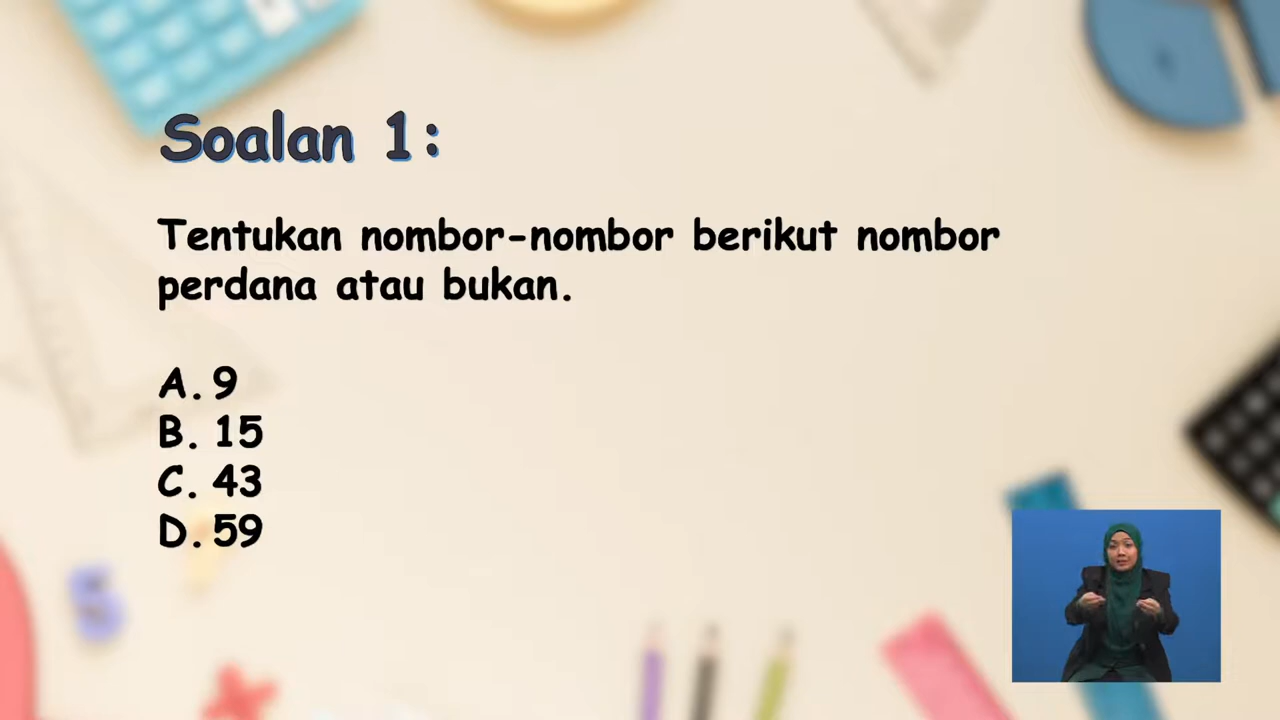 Soalan 1:
Tentukan nombor-nombor berikut nombor
perdana atau bukan.
A. 9
B. 15
C. 43
D. 59